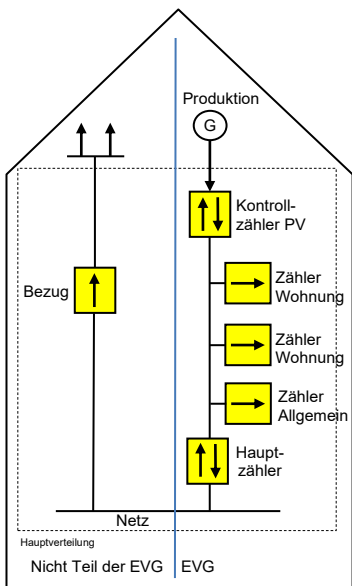 Produktion
G
Kontroll-
zähler PV
Bezug
Zähler
Wohnung
Zähler
Wohnung
Zähler
Allgemein
Haupt-
zähler
Netz
Hauptverteilung
Nicht Teil der EVG
EVG